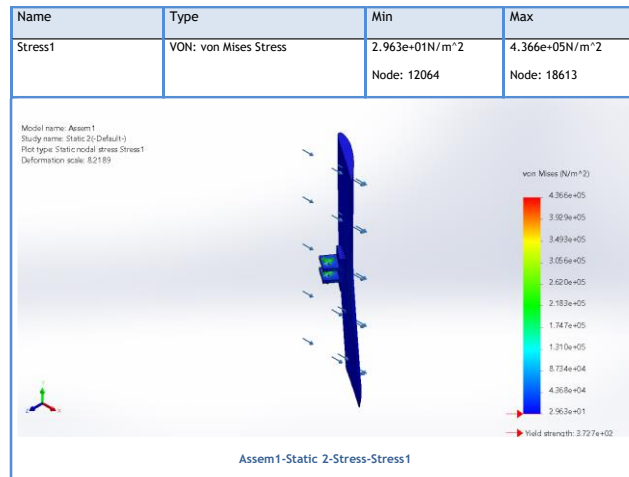 Name Type Min Max
Stress1 VON: von Mises Stress 2.963e+01N/m^2 4.366e+05N/m^2
Node: 12064 Node: 18613
Model name: Assem1
Study name: Static 2(-Default-)
Plot type: Static nodal stress Stress1
Deformation scale: 8.2189
von Mises (N/m^2)
4.366e+05
3.929e+05
3.493e+05
3.056e+05
2.620e+05
2.183e+05
1.747e+05
1.310e+05
8.734e+04
4.368e+04
2.963e+01
Yield strength: 3.727e+02
Assem1-Static 2-Stress-Stress1